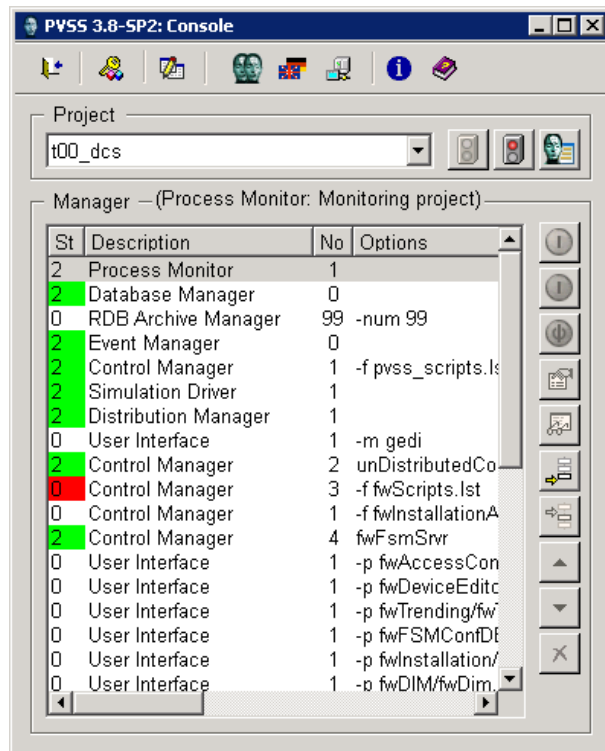 PVSS 3.8-SP2: Console
Project
t00_dcs
Manager (Process Monitor: Monitoring project)
St Description No Options
2 Process Monitor 1
2 Database Manager 0
0 RDB Archive Manager 99 -num 99
2 Event Manager 0
2 Control Manager 1 -f pvss_scripts.ls
2 Simulation Driver 1
2 Distribution Manager 1
0 User Interface 1 -m gedi
2 Control Manager 2 unDistributedCo
0 Control Manager 3 -f fwScripts.lst
0 Control Manager 1 -f fwInstallationA
2 Control Manager 4 fwFsmSrvr
0 User Interface 1 -p fwAccessCon
0 User Interface 1 -p fwDeviceEditc
0 User Interface 1 -p fwTrending/fwT
0 User Interface 1 -p fwFSMConfDE
0 User Interface 1 -p fwInstallation/
0 User Interface 1 -p fwDIM/fwDim.